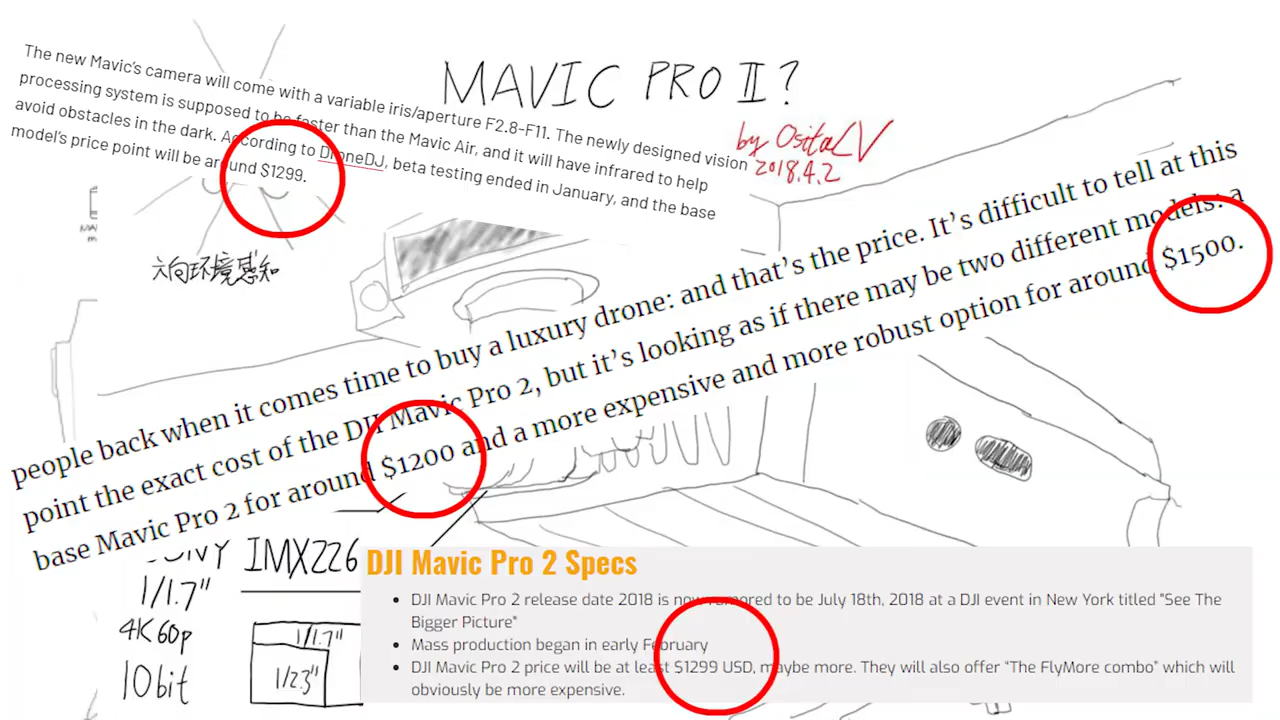 The new Mavic's camera will come with a variable iris/aperture F2.8-F11. The newly designed vision
processing system is supposed to be faster than the Mavic Air, and it will have infrared to help
avoid obstacles in the dark. According to DroneDJ, beta testing ended in January, and the base
model's price point will be around $1299.
MAVIC PRO II?
by OsitaLV
2018.4.2
六向环境感知
people back when it comes time to buy a luxury drone: and that's the price. It's difficult to tell at this
point the exact cost of the DJI Mavic Pro 2, but it's looking as if there may be two different models: a
base Mavic Pro 2 for around $1200 and a more expensive and more robust option for around $1500.
SONY IMX226
1/1.7"
4K60p
10bit
1/1.7"
1/2.3"
DJI Mavic Pro 2 Specs
DJI Mavic Pro 2 release date 2018 is now rumored to be July 18th, 2018 at a DJI event in New York titled "See The
Bigger Picture"
Mass production began in early February
DJI Mavic Pro 2 price will be at least $1299 USD, maybe more. They will also offer "The FlyMore combo" which will
obviously be more expensive.